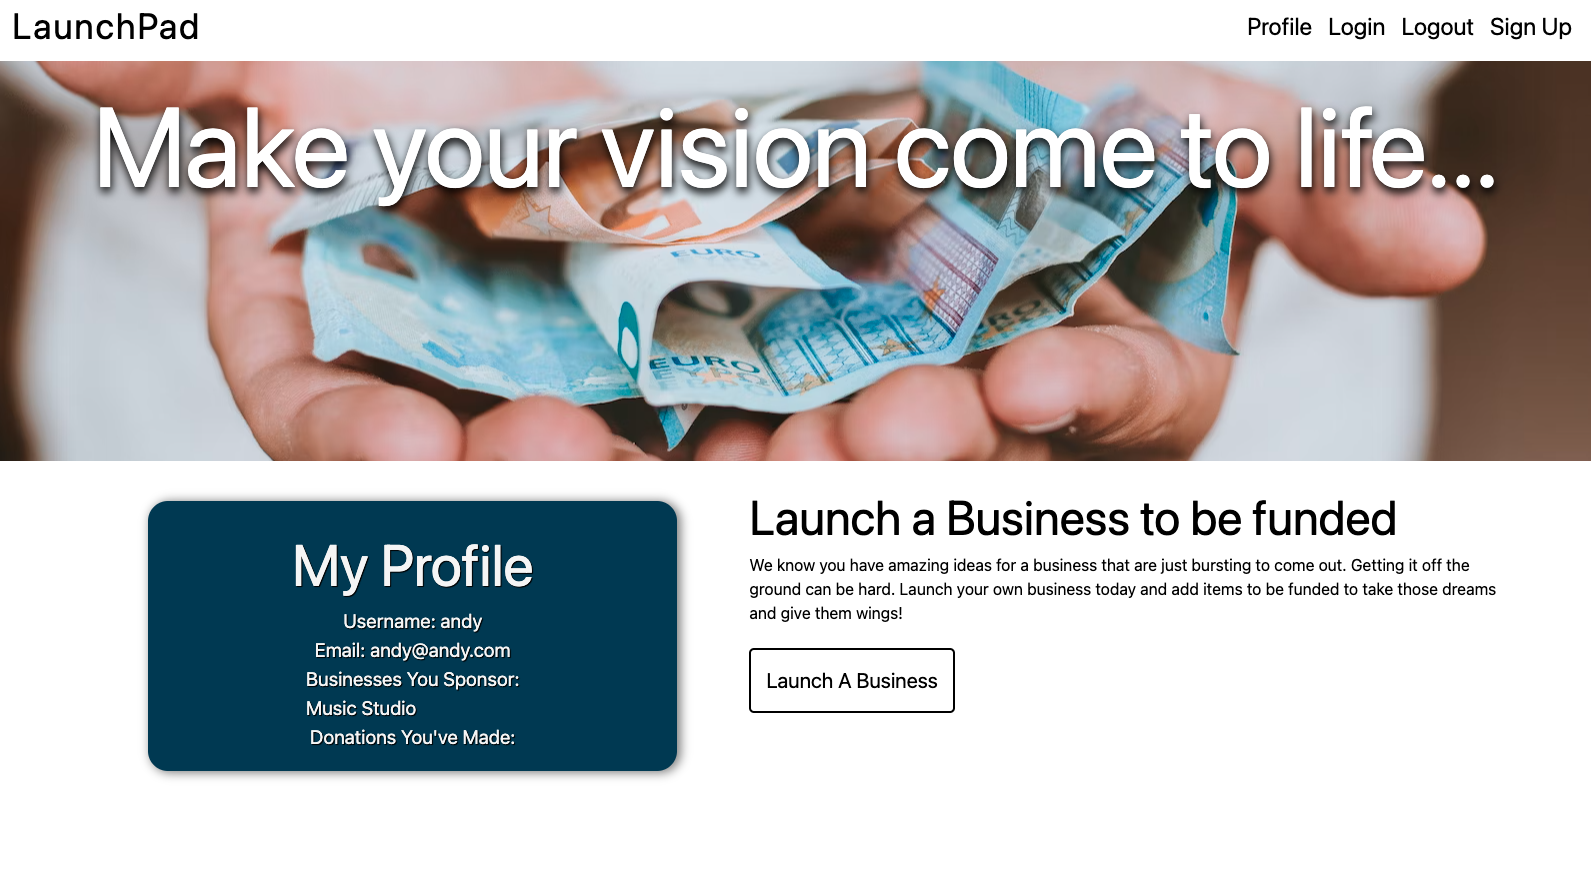 LaunchPad
Profile Login Logout Sign Up
Make your vision come to life...
EURO
EURO
My Profile
Username: andy
Email: andy@andy.com
Businesses You Sponsor:
Music Studio
Donations You've Made:
Launch a Business to be funded
We know you have amazing ideas for a business that are just bursting to come out. Getting it off the
ground can be hard. Launch your own business today and add items to be funded to take those dreams
and give them wings!
Launch A Business